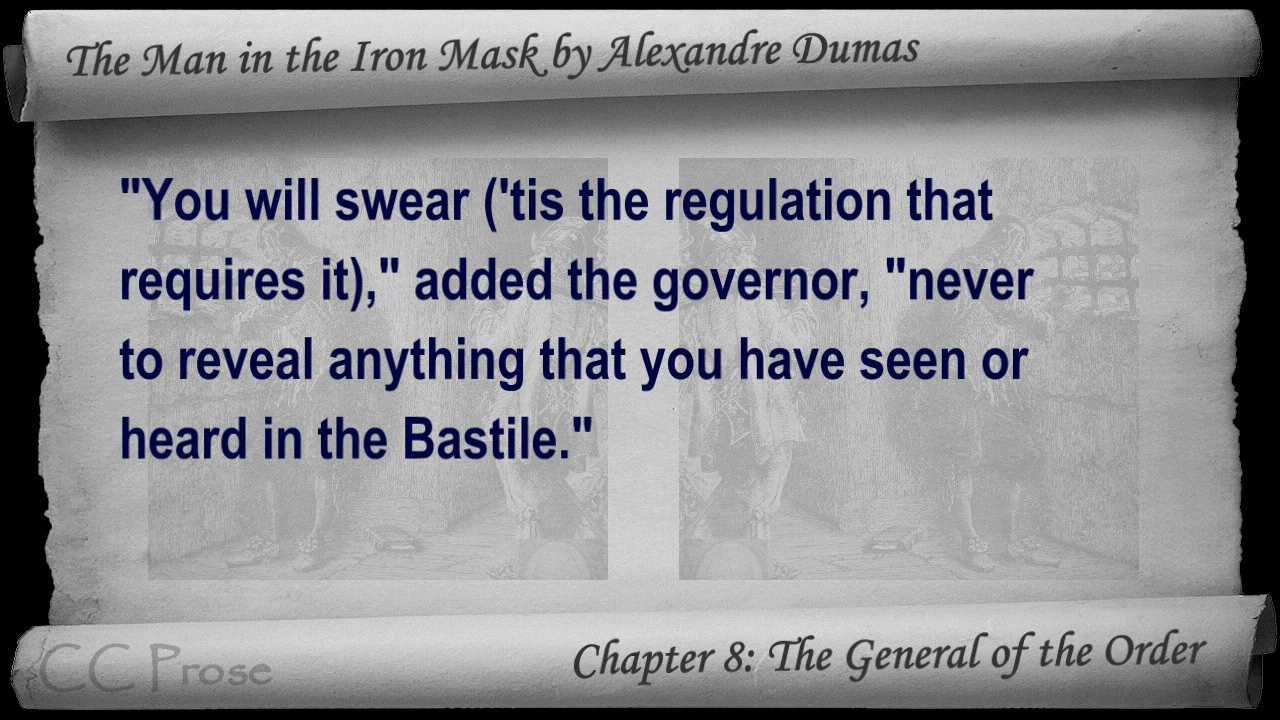 The Man in the Iron Mask by Alexandre Dumas
"You will swear ('tis the regulation that
requires it)," added the governor, "never
to reveal anything that you have seen or
heard in the Bastile."
CC Prose
Chapter 8: The General of the Order